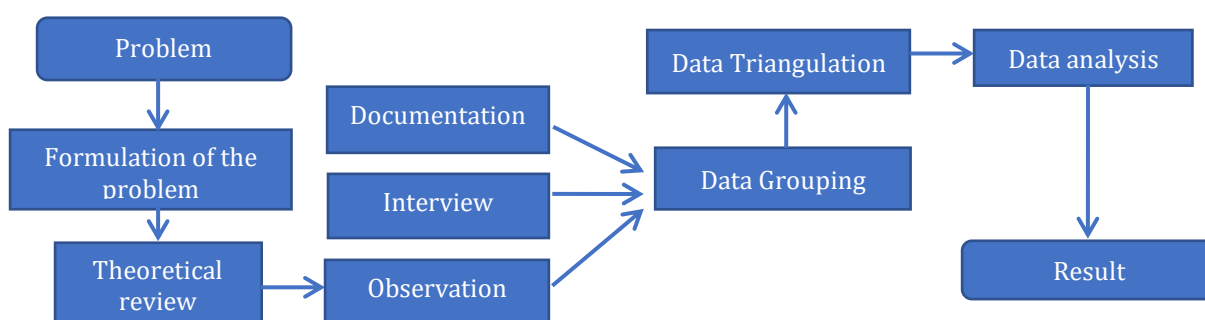 Problem
Formulation of the
problem
Theoretical
review
Documentation
Interview
Observation
Data Grouping
Data Triangulation
Data analysis
Result